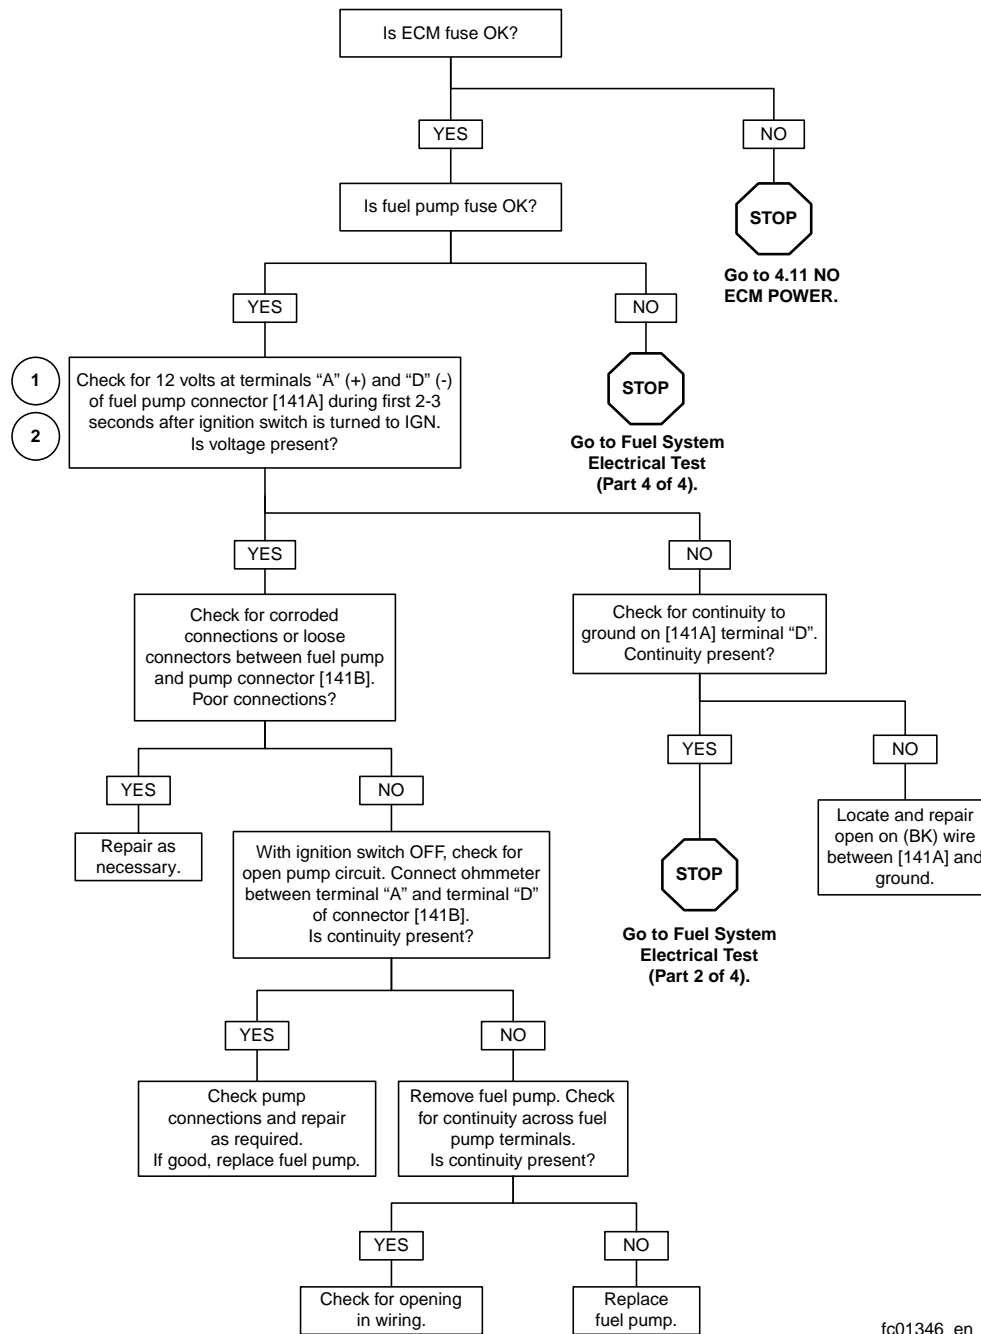 Is ECM fuse OK?
YES
NO
Is fuel pump fuse OK?
STOP
Go to 4.11 NO
ECM POWER.
YES
NO
1
2
Check for 12 volts at terminals “A” (+) and “D” (-)
of fuel pump connector [141A] during first 2-3
seconds after ignition switch is turned to IGN.
Is voltage present?
STOP
Go to Fuel System
Electrical Test
(Part 4 of 4).
YES
NO
Check for corroded
connections or loose
connectors between fuel pump
and pump connector [141B].
Poor connections?
Check for continuity to
ground on [141A] terminal “D”.
Continuity present?
YES
NO
YES
NO
Repair as
necessary.
With ignition switch OFF, check for
open pump circuit. Connect ohmmeter
between terminal “A” and terminal “D”
of connector [141B].
Is continuity present?
STOP
Go to Fuel System
Electrical Test
(Part 2 of 4).
Locate and repair
open on (BK) wire
between [141A] and
ground.
YES
NO
Check pump
connections and repair
as required.
If good, replace fuel pump.
Remove fuel pump. Check
for continuity across fuel
pump terminals.
Is continuity present?
YES
NO
Check for opening
in wiring.
Replace
fuel pump.
fc01346_en